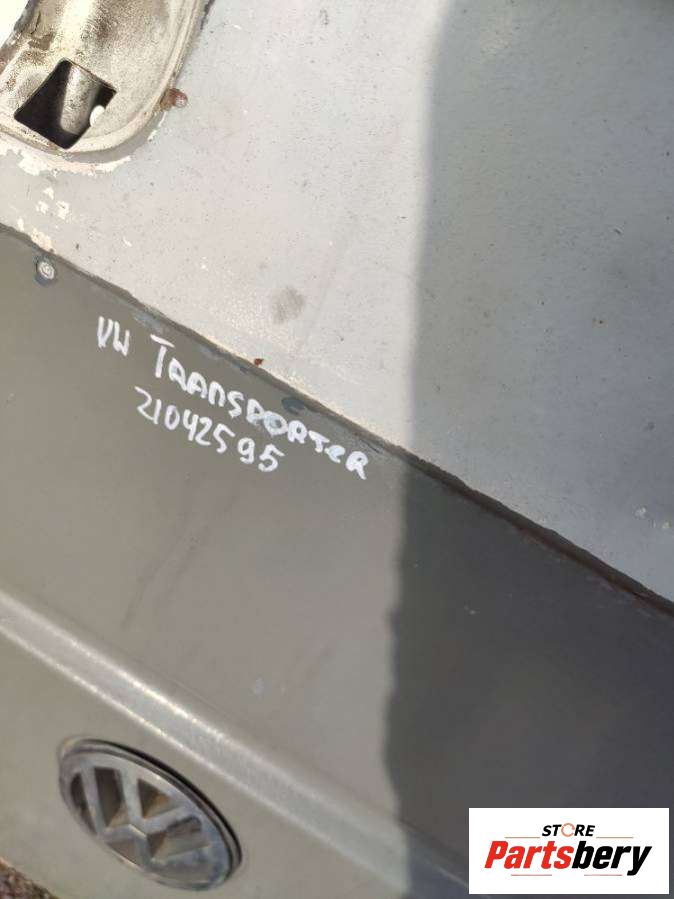 VW TRANSPORTER
21042595
STORE
Partsbery